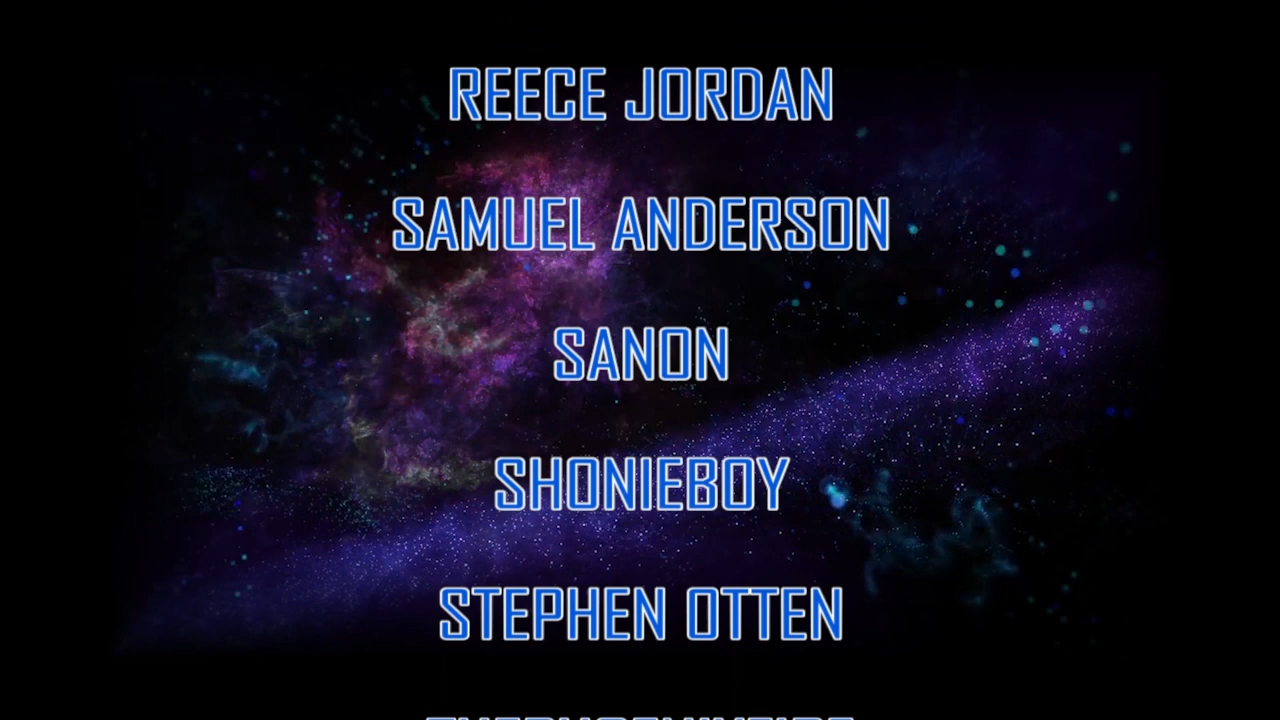 REECE JORDAN
SAMUEL ANDERSON
SANON
SHONIEBOY
STEPHEN OTTEN